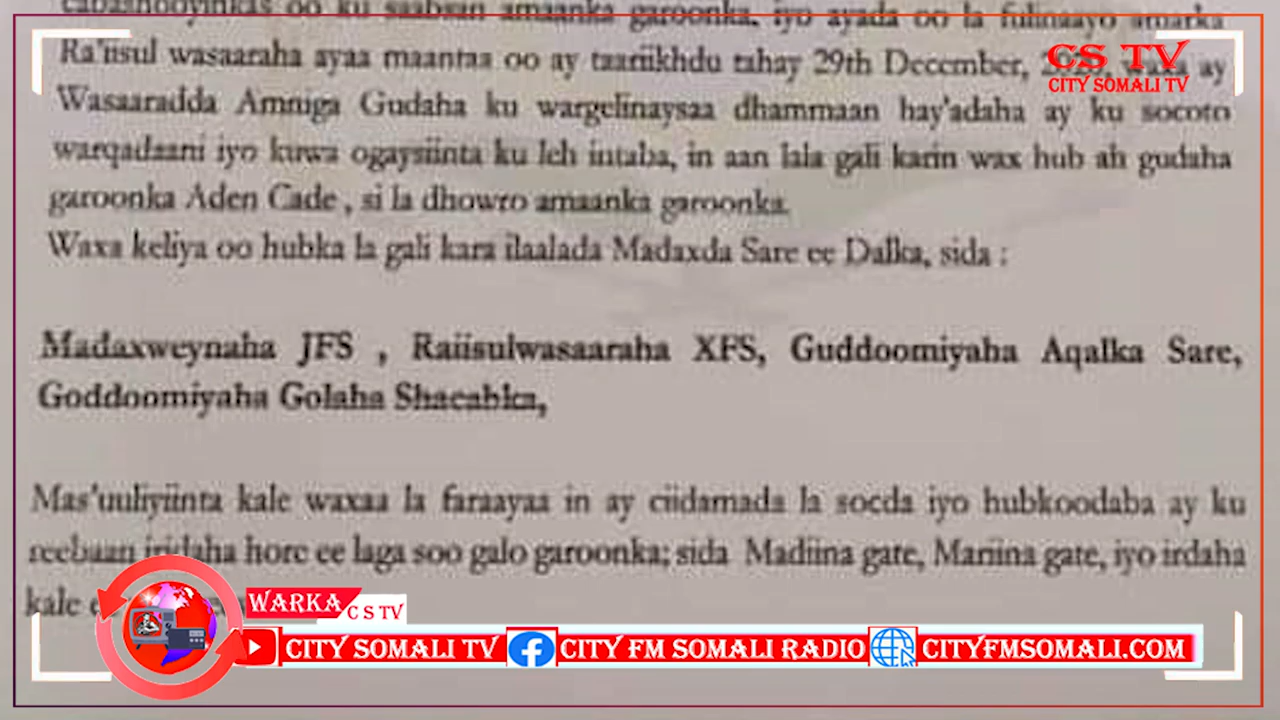 cabashooyinkas oo ku saabsan amaanka garoonka, iyo ayada oo la fulinaayo amarka
Ra'iisul wasaaraha ayaa maantaa oo ay taariikhdu tahay 29th December, ay
Wasaaradda Amniga Gudaha ku wargelinaysaa dhammaan hay'adaha ay ku socoto
warqadaani iyo kuwa ogaysiinta ku leh intaba, in aan lala gali karin wax hub ah gudaha
garoonka Aden Cade , si la dhowro amaanka garoonka.
Waxa keliya oo hubka la gali kara ilaalada Madaxda Sare ee Dalka, sida :
Madaxweynaha JFS , Raiisulwasaaraha XFS, Guddoomiyaha Aqalka Sare,
Goddoomiyaha Golaha Shacabka,
Mas'uuliyiinta kale waxaa la faraayaa in ay ciidamada la socda iyo hubkoodaba ay ku
reebaan iridaha hore ee laga soo galo garoonka; sida Madiina gate, Mariina gate, iyo irdaha
kale
CS TV
CITY SOMALI TV
WARKA
C S TV
CITY SOMALI TV
CITY FM SOMALI RADIO
CITYFMSOMALI.COM